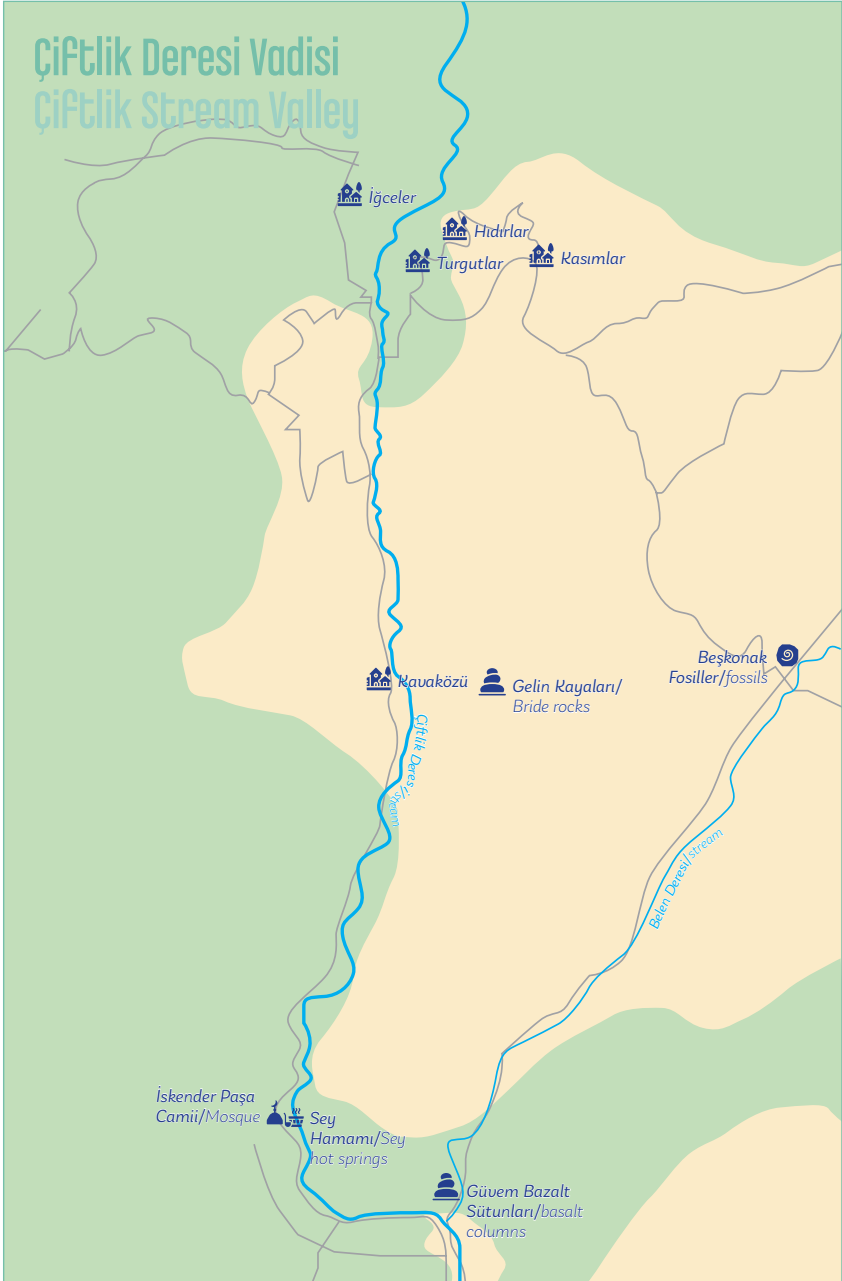 Çiftlik Deresi Vadisi
Çiftlik Stream Valley
İğceler
Hıdırlar
Turgutlar
Kasımlar
Beşkonak
Fosiller/fossils
Kavaközü
Gelin Kayaları/
Bride rocks
Çiftlik Deresi/stream
Belen Deresi/stream
İskender Paşa
Camii/Mosque
Sey
Hamamı/Sey
hot springs
Güvem Bazalt
Sütunları/basalt
columns